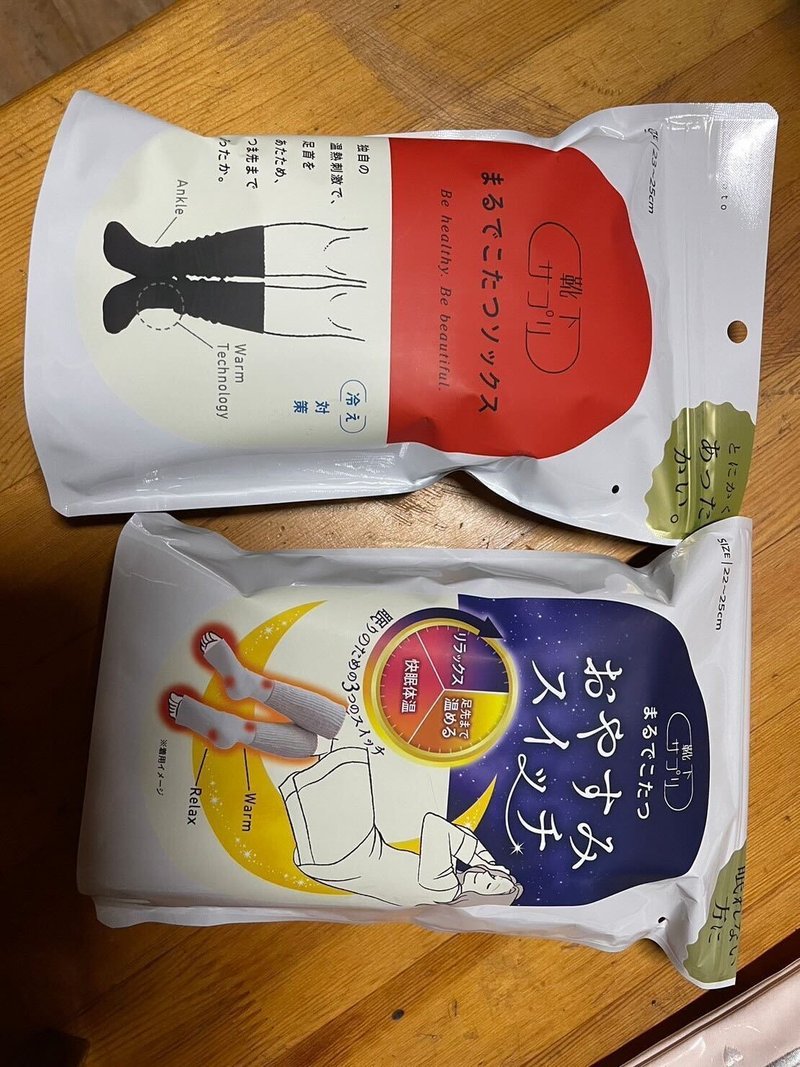 SIZE | 23〜25cm
とにかく
あったかい。
靴下
サプリ
まるでこたつソックス
Be healthy. Be beautiful.
独自の
温熱刺激で、
足首を
あたため、
つま先まで
ったか。
Ankle
Warm
Technology
冷え
対
策
SIZE | 22〜25cm
眠れない
方に
靴下
サプリ
まるでこたつ
おやすみ
スイッチ
眠りのための3つのスイッチ
リラックス
足先まで
温める
快眠体温
Warm
Relax
※着用イメージ